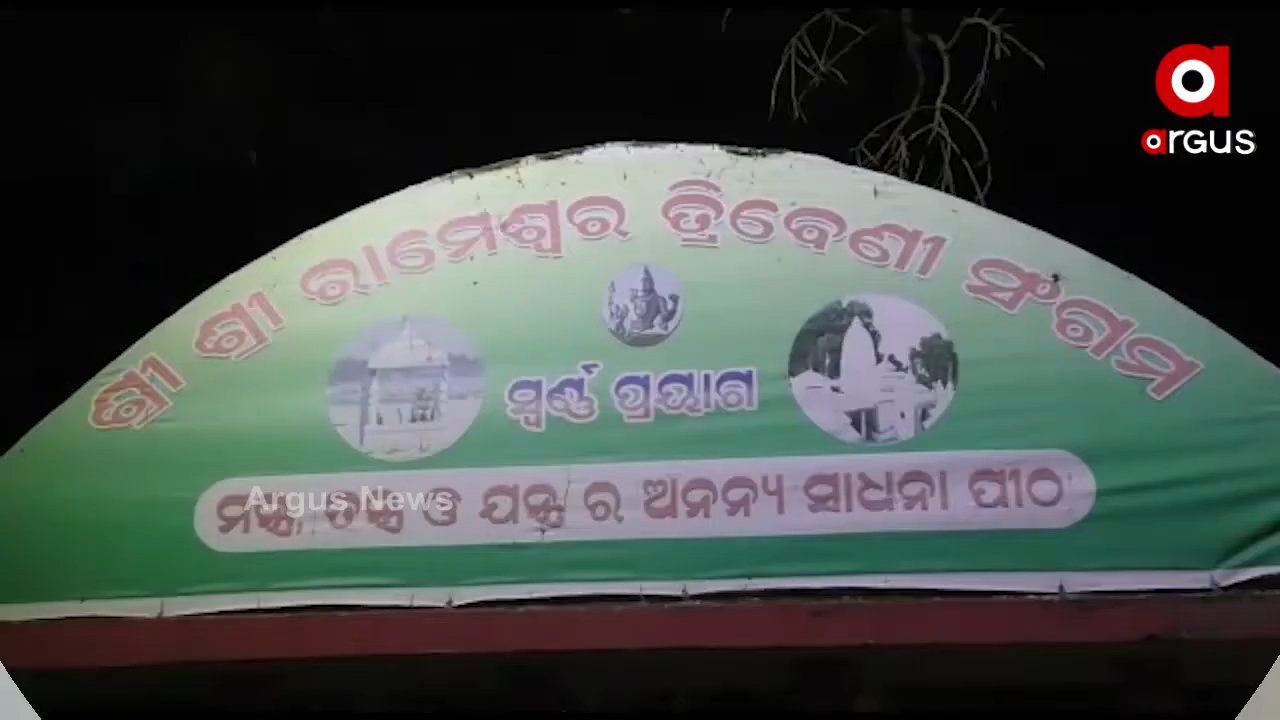 ଶ୍ରୀ ଶ୍ରୀ ରାମେଶ୍ୱର ତ୍ରିବେଣୀ ସଂଗମ
ସ୍ୱର୍ଣ୍ଣ ପ୍ରୟାଗ
ମନ୍ତ୍ର, ତନ୍ତ୍ର ଓ ଯନ୍ତ୍ର ର ଅନନ୍ୟ ସାଧନା ପୀଠ
Argus News
argus